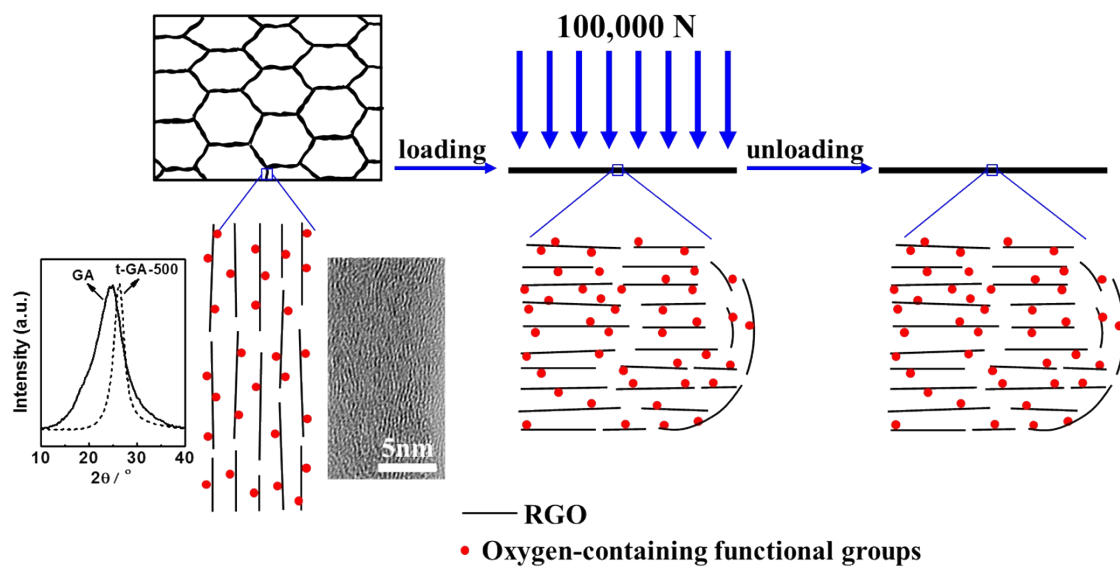 100,000 N
loading
unloading
GA
t-GA-500
Intensity (a.u.)
10 20 30 40
2θ / °
5nm
RGO
Oxygen-containing functional groups